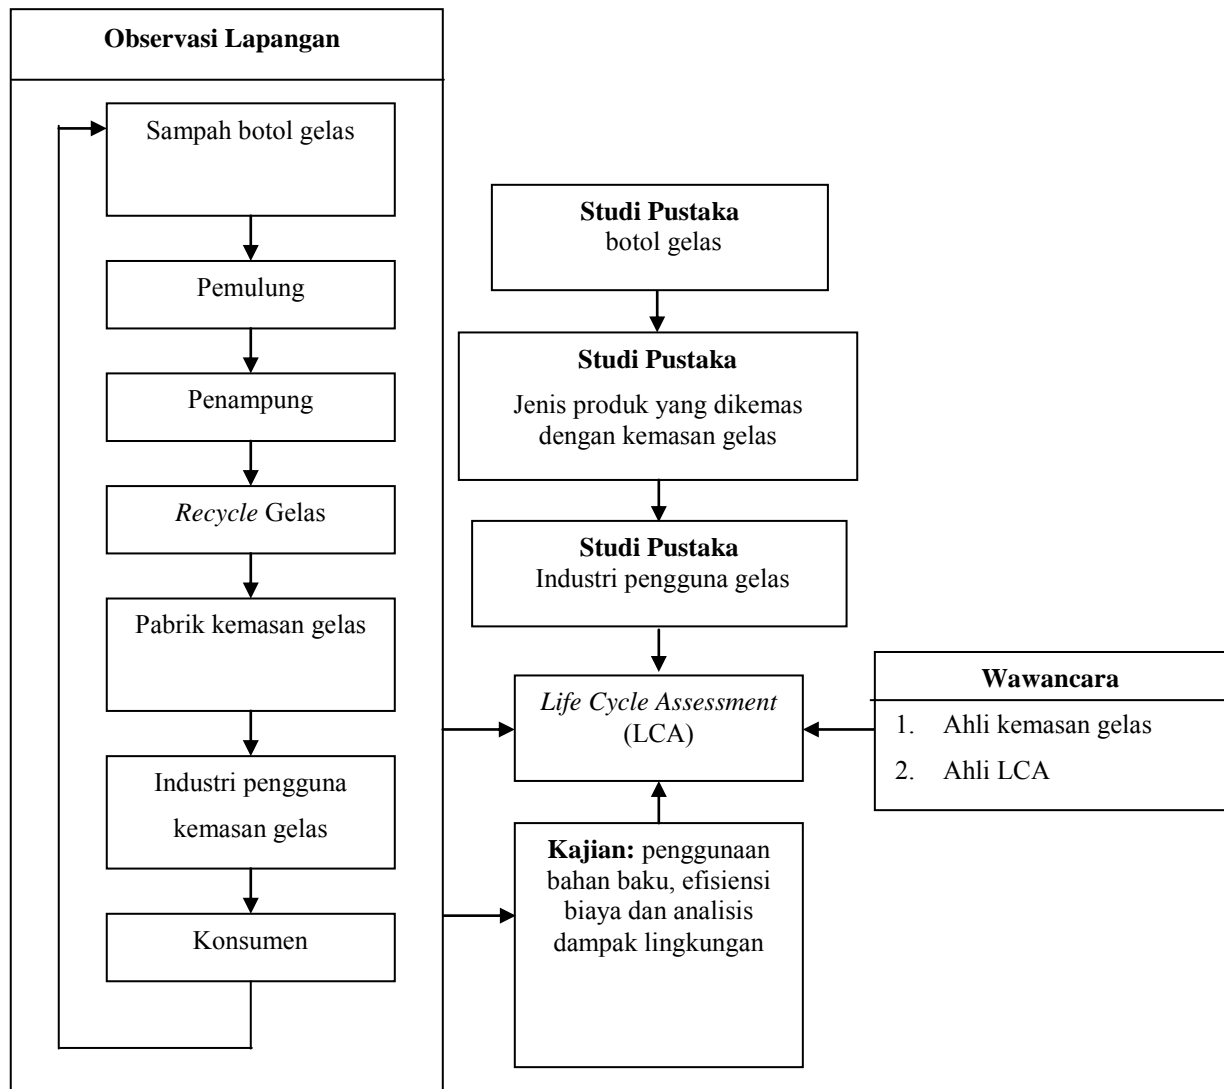 Observasi Lapangan
Sampah botol gelas
Pemulung
Penampung
Recycle Gelas
Pabrik kemasan gelas
Industri pengguna
kemasan gelas
Konsumen
Studi Pustaka
botol gelas
Studi Pustaka
Jenis produk yang dikemas
dengan kemasan gelas
Studi Pustaka
Industri pengguna gelas
Life Cycle Assessment
(LCA)
Kajian: penggunaan
bahan baku, efisiensi
biaya dan analisis
dampak lingkungan
Wawancara
1. Ahli kemasan gelas
2. Ahli LCA